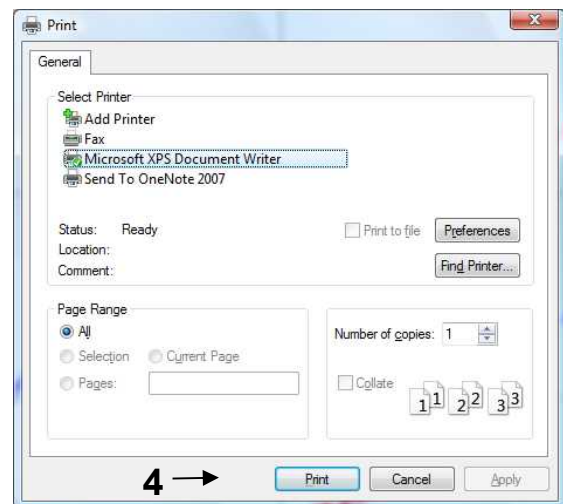 Print
General
Select Printer
Add Printer
Fax
Microsoft XPS Document Writer
Send To OneNote 2007
Status: Ready
Location:
Comment:
Print to file
Preferences
Find Printer...
Page Range
All
Selection Current Page
Pages:
Number of copies: 1
Collate
1 1 2 2 3 3
4 → Print Cancel Apply